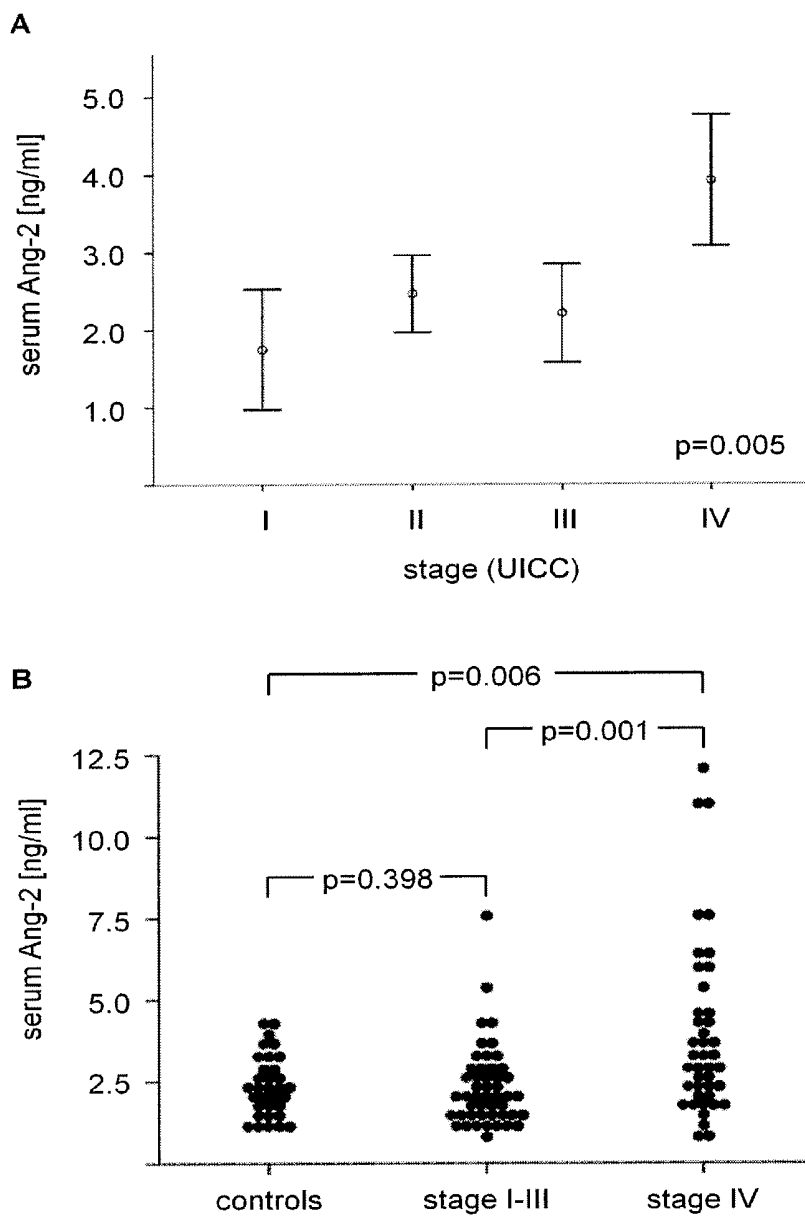 A
serum Ang-2 [ng/ml]
5.0
4.0
3.0
2.0
1.0
p=0.005
I II III IV
stage (UICC)
B
p=0.006
p=0.001
p=0.398
serum Ang-2 [ng/ml]
12.5
10.0
7.5
5.0
2.5
controls stage I-III stage IV